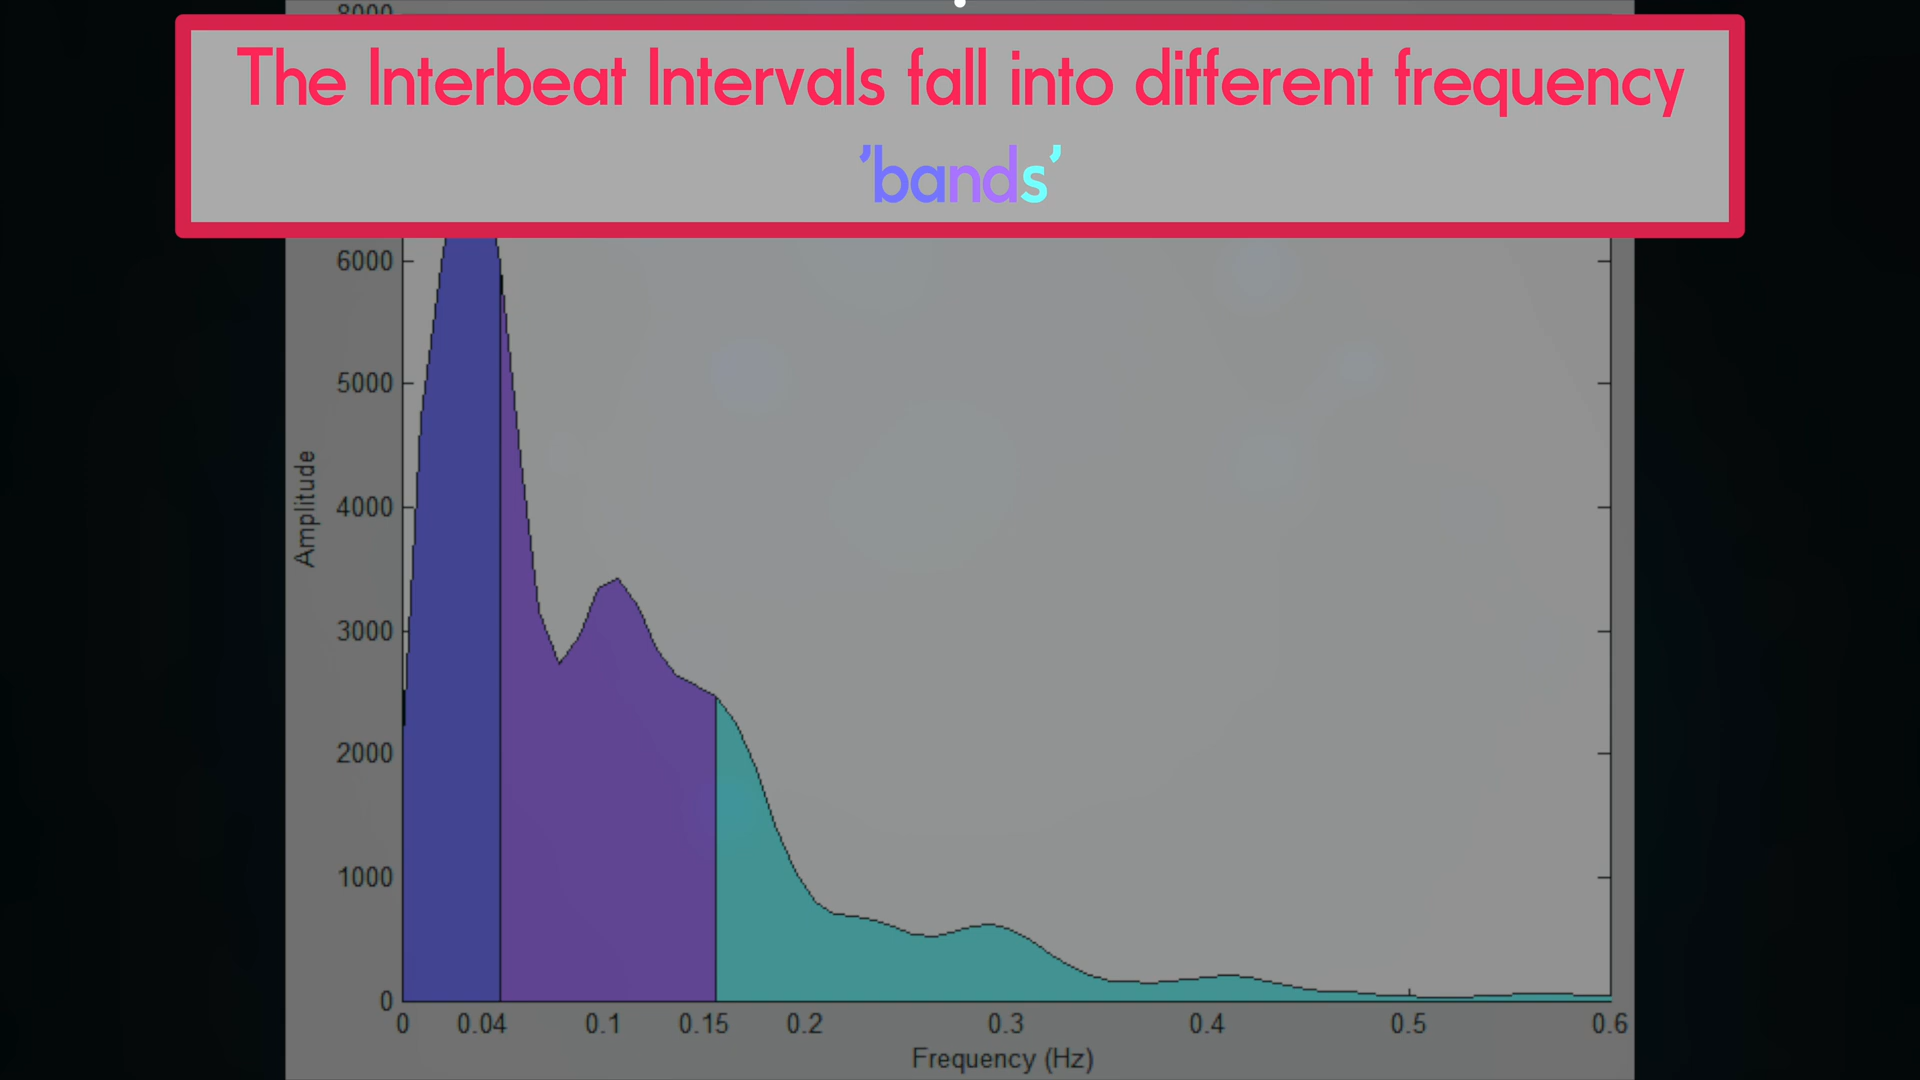 8000
The Interbeat Intervals fall into different frequency
'bands'
6000
5000
4000
3000
2000
1000
0
Amplitude
0 0.04 0.1 0.15 0.2 0.3 0.4 0.5 0.6
Frequency (Hz)